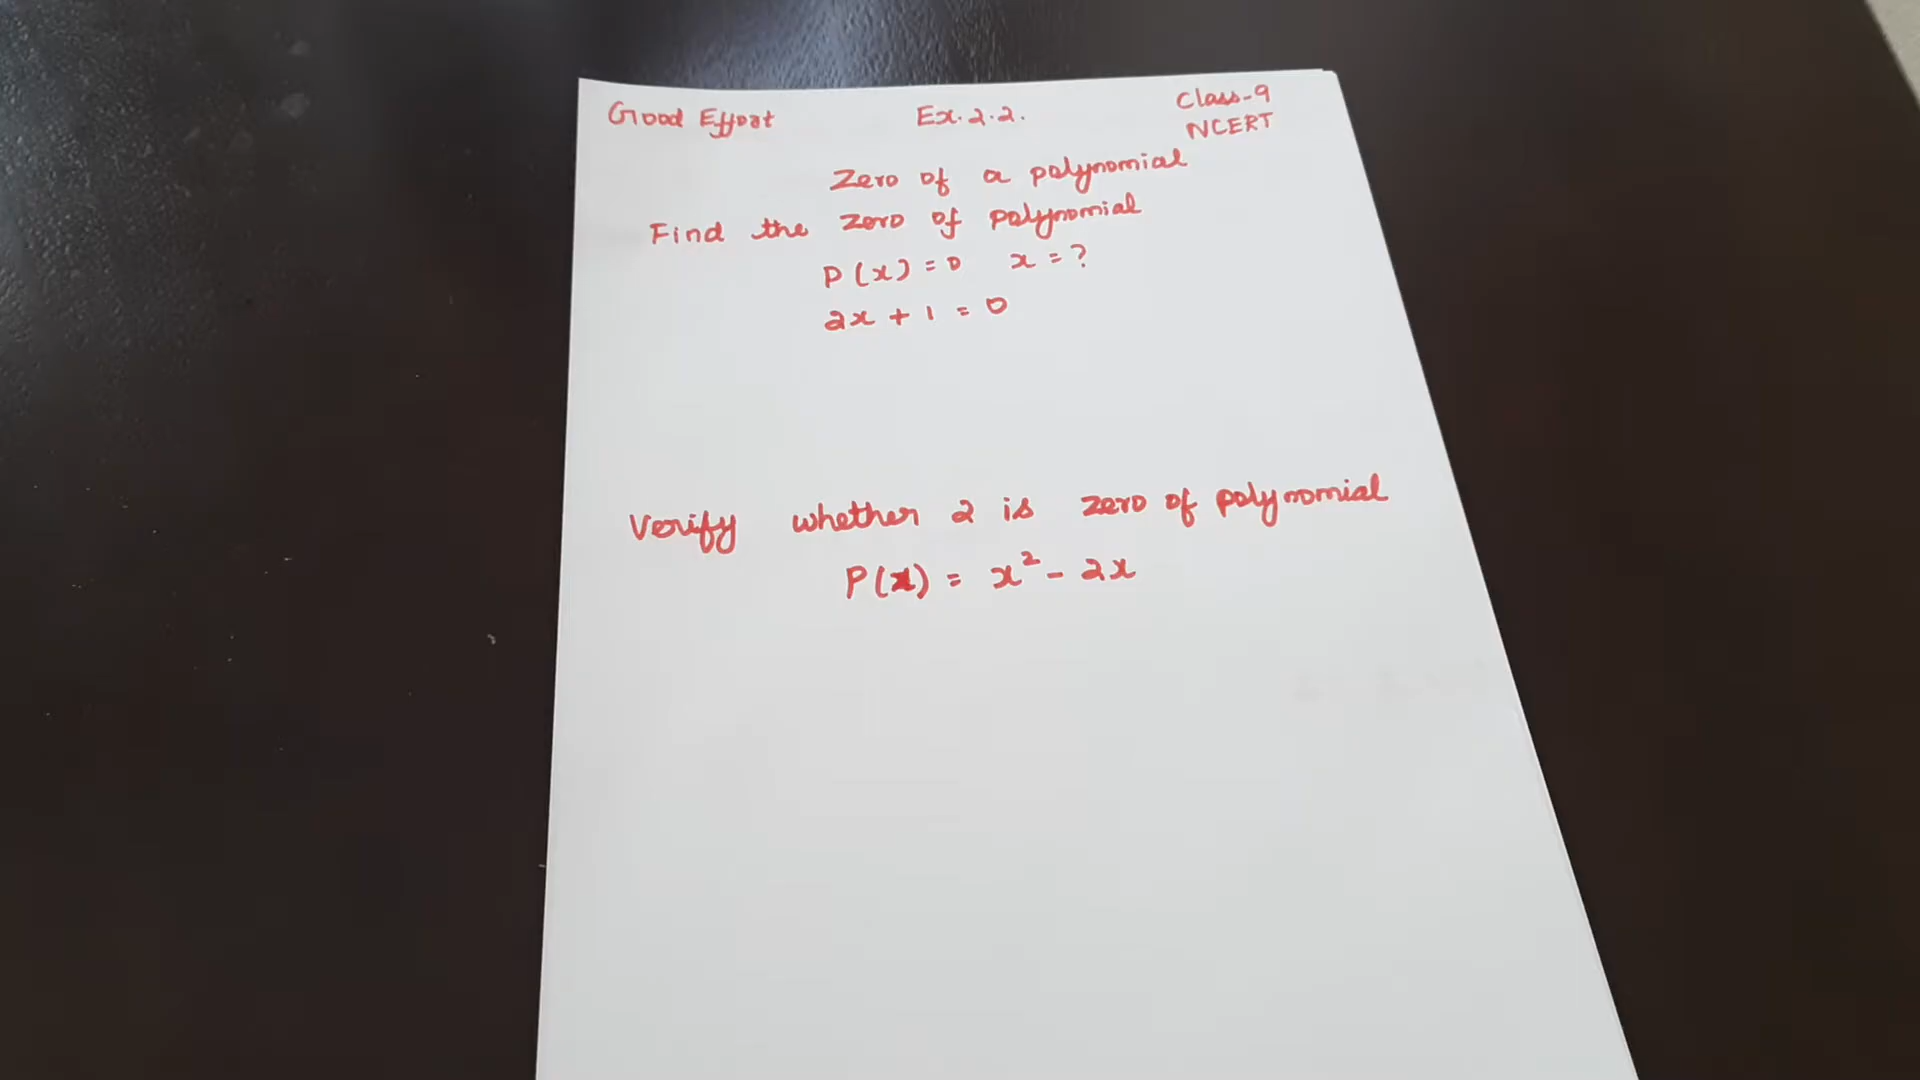 Good Effort Ex. 2.2. Class-9
NCERT
Zero of a polynomial
Find the zero of polynomial
P(x) = 0 x = ?
2x + 1 = 0
Verify whether 2 is zero of polynomial
P(x) = x² - 2x